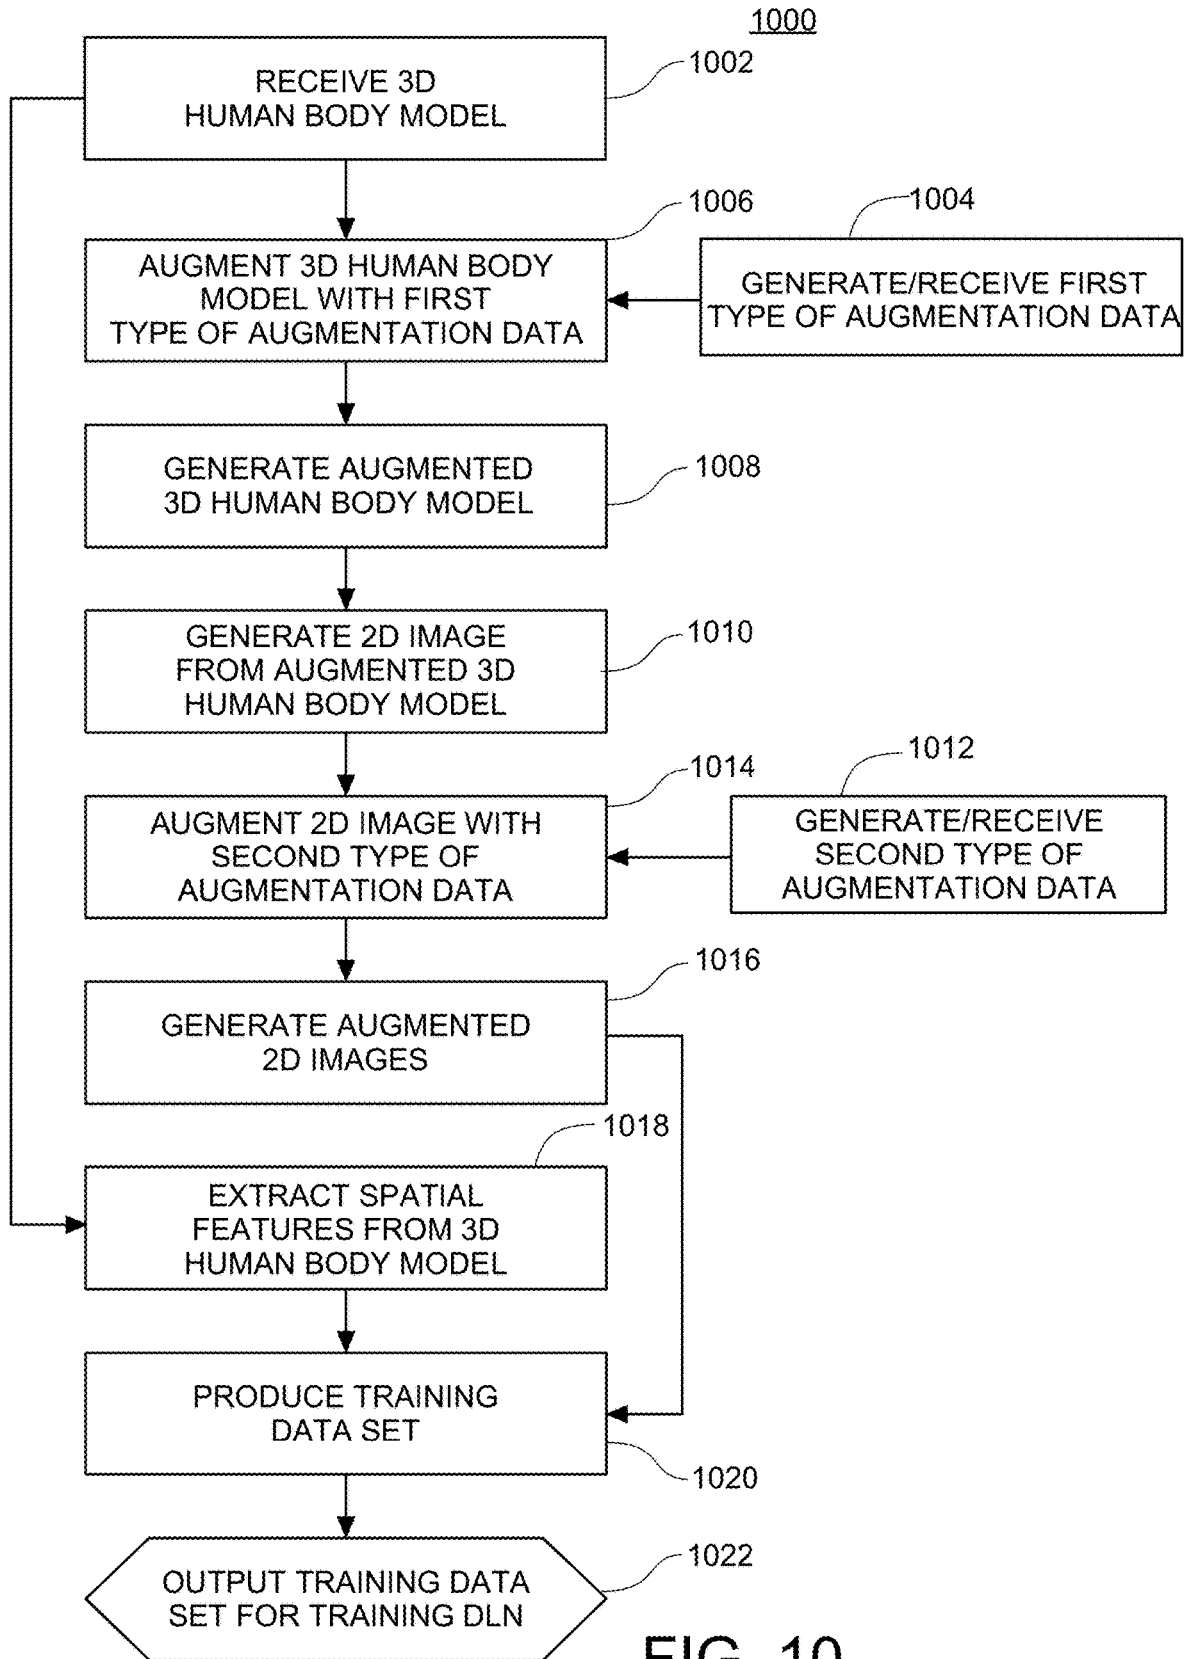 1000
RECEIVE 3D
HUMAN BODY MODEL
1002
1006
1004
AUGMENT 3D HUMAN BODY
MODEL WITH FIRST
TYPE OF AUGMENTATION DATA
GENERATE/RECEIVE FIRST
TYPE OF AUGMENTATION DATA
GENERATE AUGMENTED
3D HUMAN BODY MODEL
1008
GENERATE 2D IMAGE
FROM AUGMENTED 3D
HUMAN BODY MODEL
1010
1014
1012
AUGMENT 2D IMAGE WITH
SECOND TYPE OF
AUGMENTATION DATA
GENERATE/RECEIVE
SECOND TYPE OF
AUGMENTATION DATA
1016
GENERATE AUGMENTED
2D IMAGES
1018
EXTRACT SPATIAL
FEATURES FROM 3D
HUMAN BODY MODEL
PRODUCE TRAINING
DATA SET
1020
1022
OUTPUT TRAINING DATA
SET FOR TRAINING DLN
FIG. 10